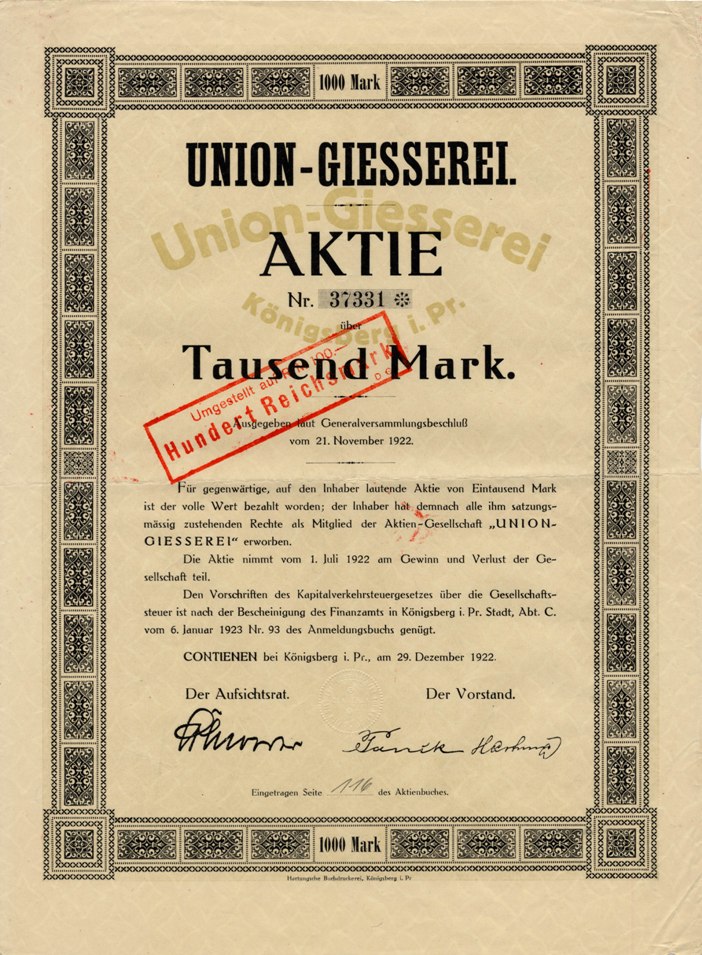 1000 Mark
UNION-GIESSEREI.
Union-Giesserei
AKTIE
Nr. 37331
Königsberg i. Pr.
über
Tausend Mark.
Umgestellt auf RM 100.—
Hundert Reichsmark
Ausgegeben laut Generalversammlungsbeschluß
vom 21. November 1922.
Für gegenwärtige, auf den Inhaber lautende Aktie von Eintausend Mark
ist der volle Wert bezahlt worden; der Inhaber hat demnach alle ihm satzungs-
mässig zustehenden Rechte als Mitglied der Aktien-Gesellschaft „UNION-
GIESSEREI“ erworben.
Die Aktie nimmt vom 1. Juli 1922 am Gewinn und Verlust der Ge-
sellschaft teil.
Den Vorschriften des Kapitalverkehrsteuergesetzes über die Gesellschafts-
steuer ist nach der Bescheinigung des Finanzamts in Königsberg i. Pr. Stadt, Abt. C.
vom 6. Januar 1923 Nr. 93 des Anmeldungsbuchs genügt.
CONTIENEN bei Königsberg i. Pr., am 29. Dezember 1922.
Der Aufsichtsrat. Der Vorstand.
Eingetragen Seite 116 des Aktienbuches.
1000 Mark
Hartungsche Buchdruckerei, Königsberg i. Pr